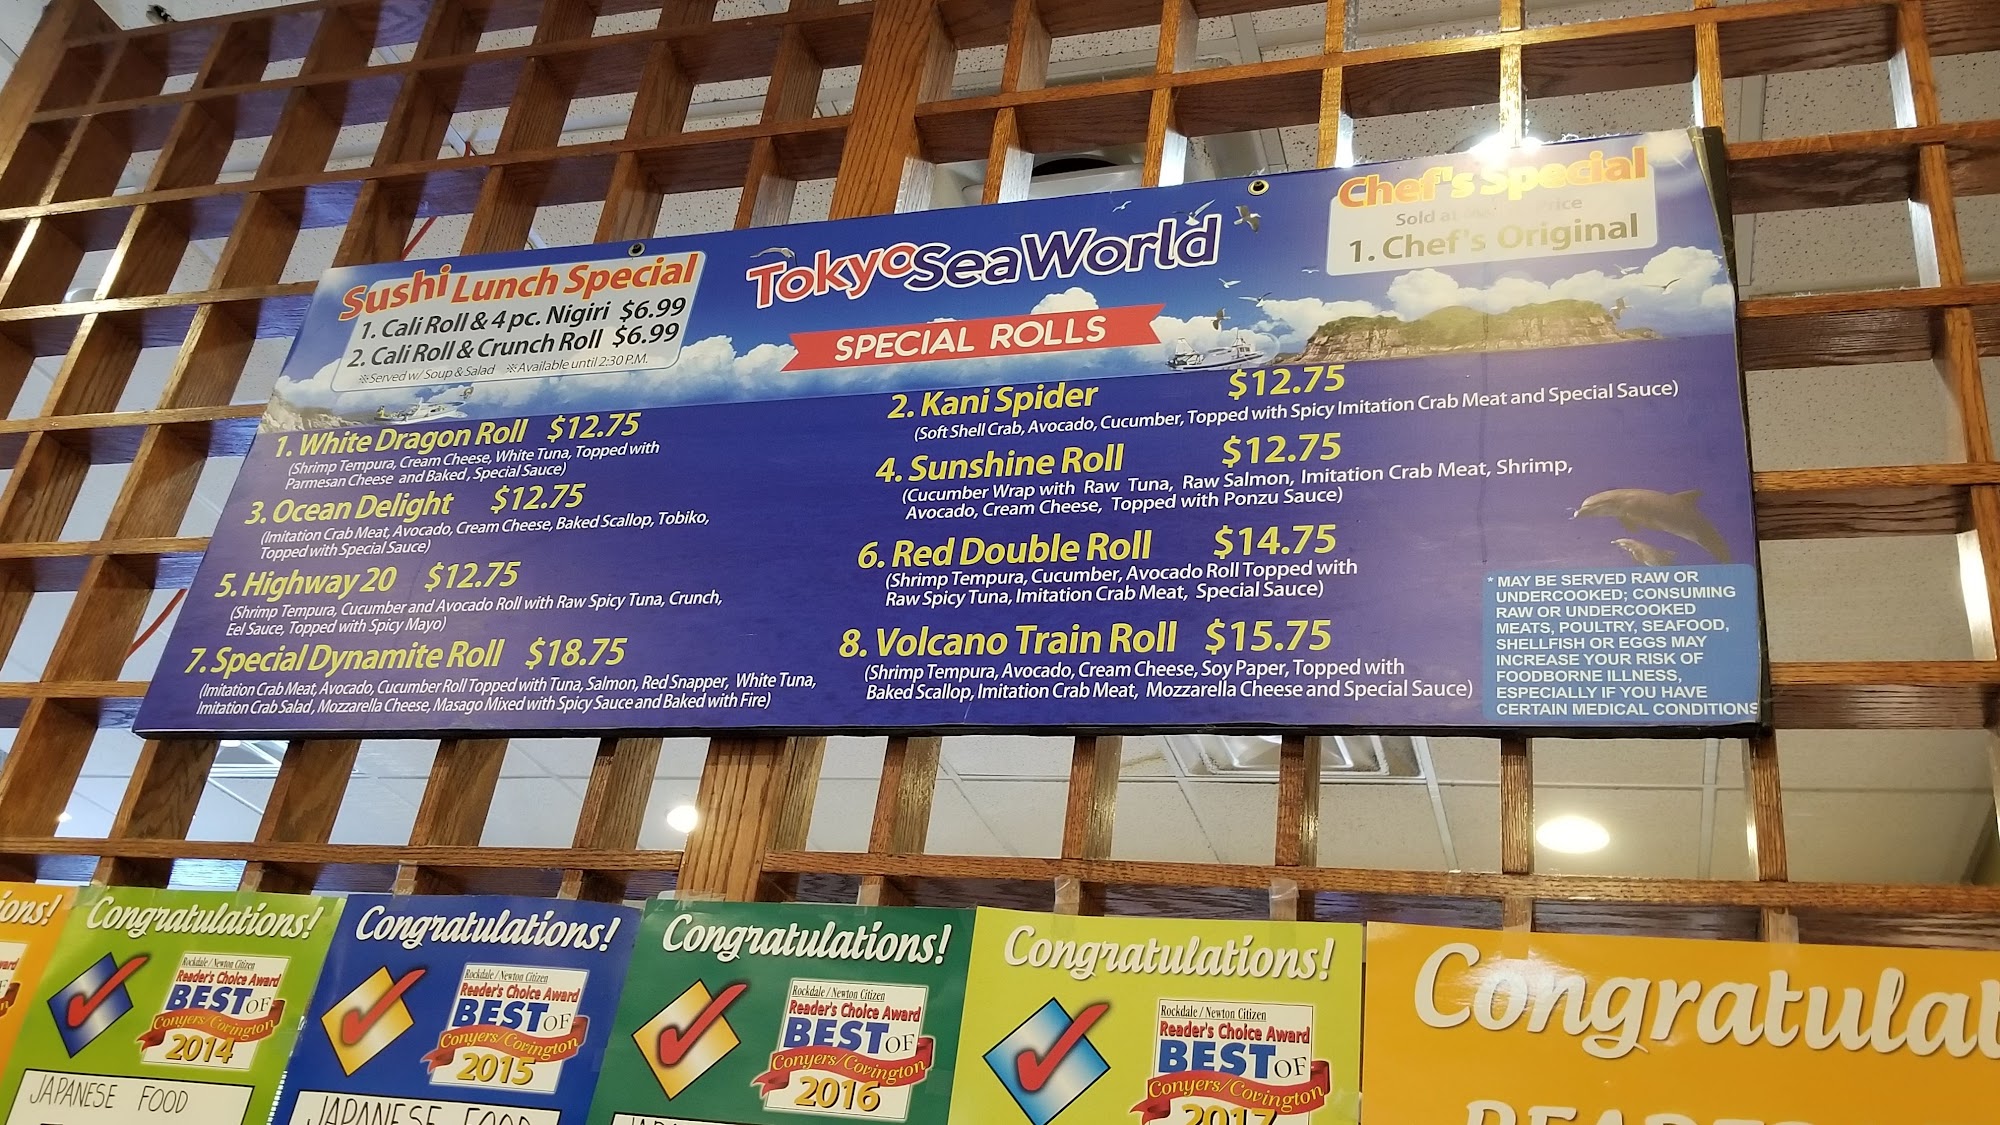 Sushi Lunch Special
1. Cali Roll & 4 pc. Nigiri $6.99
2. Cali Roll & Crunch Roll $6.99
※Served w/ Soup & Salad ※Available until 2:30 P.M.
TokyoSeaWorld
SPECIAL ROLLS
Chef's Special
Sold at
1. Chef's Original
1. White Dragon Roll $12.75
(Shrimp Tempura, Cream Cheese, White Tuna, Topped with
Parmesan Cheese and Baked, Special Sauce)
2. Kani Spider $12.75
(Soft Shell Crab, Avocado, Cucumber, Topped with Spicy Imitation Crab Meat and Special Sauce)
3. Ocean Delight $12.75
(Imitation Crab Meat, Avocado, Cream Cheese, Baked Scallop, Tobiko,
Topped with Special Sauce)
4. Sunshine Roll $12.75
(Cucumber Wrap with Raw Tuna, Raw Salmon, Imitation Crab Meat, Shrimp,
Avocado, Cream Cheese, Topped with Ponzu Sauce)
5. Highway 20 $12.75
(Shrimp Tempura, Cucumber and Avocado Roll with Raw Spicy Tuna, Crunch,
Eel Sauce, Topped with Spicy Mayo)
6. Red Double Roll $14.75
(Shrimp Tempura, Cucumber, Avocado Roll Topped with
Raw Spicy Tuna, Imitation Crab Meat, Special Sauce)
7. Special Dynamite Roll $18.75
(Imitation Crab Meat, Avocado, Cucumber Roll Topped with Tuna, Salmon, Red Snapper, White Tuna,
Imitation Crab Salad, Mozzarella Cheese, Masago Mixed with Spicy Sauce and Baked with Fire)
8. Volcano Train Roll $15.75
(Shrimp Tempura, Avocado, Cream Cheese, Soy Paper, Topped with
Baked Scallop, Imitation Crab Meat, Mozzarella Cheese and Special Sauce)
* MAY BE SERVED RAW OR
UNDERCOOKED; CONSUMING
RAW OR UNDERCOOKED
MEATS, POULTRY, SEAFOOD,
SHELLFISH OR EGGS MAY
INCREASE YOUR RISK OF
FOODBORNE ILLNESS,
ESPECIALLY IF YOU HAVE
CERTAIN MEDICAL CONDITIONS
Congratulations!
Rockdale / Newton Citizen
Reader's Choice Award
BEST OF
Conyers/Covington
2014
JAPANESE FOOD
Congratulations!
Rockdale / Newton Citizen
Reader's Choice Award
BEST OF
Conyers/Covington
2015
JAPANESE FOOD
Congratulations!
Rockdale / Newton Citizen
Reader's Choice Award
BEST OF
Conyers/Covington
2016
Congratulations!
Rockdale / Newton Citizen
Reader's Choice Award
BEST OF
Conyers/Covington
2017
Congratulat